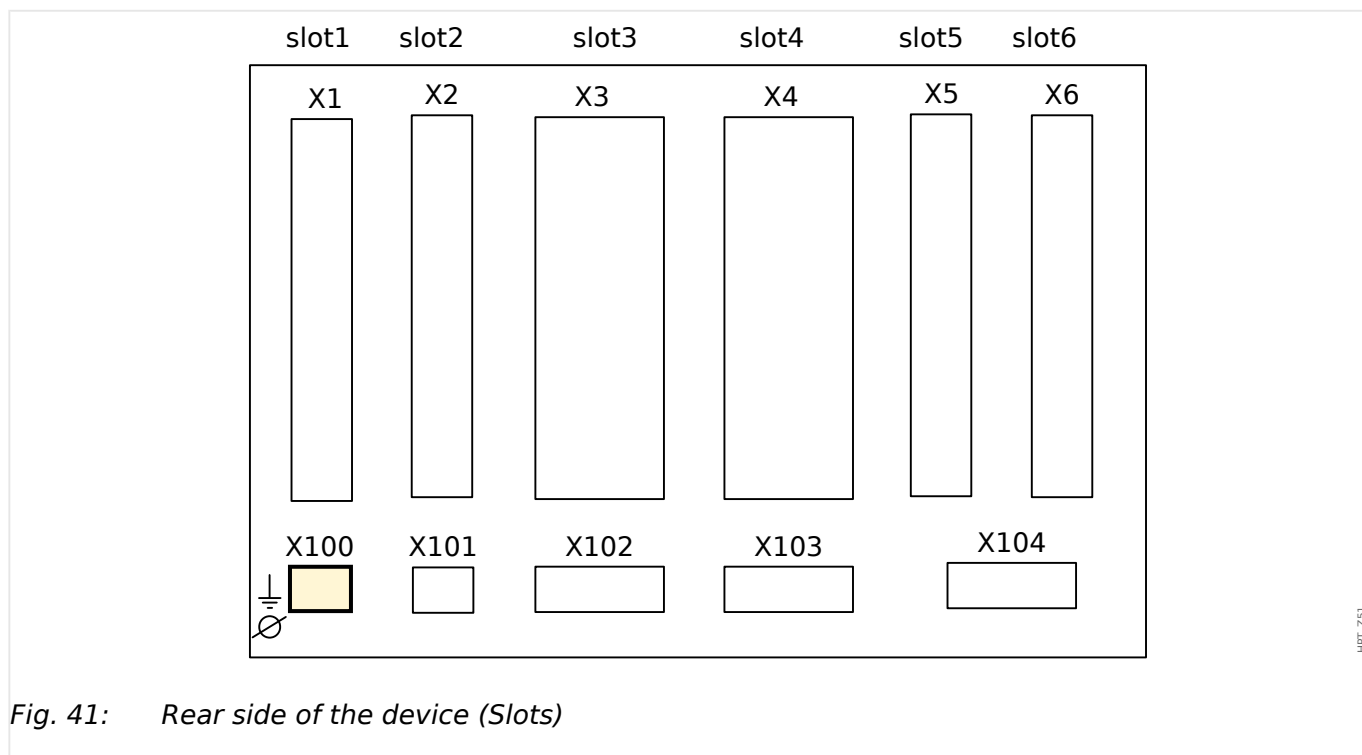 slot1 slot2 slot3 slot4 slot5 slot6
X1 X2 X3 X4 X5 X6
X100 X101 X102 X103 X104
Fig. 41: Rear side of the device (Slots)